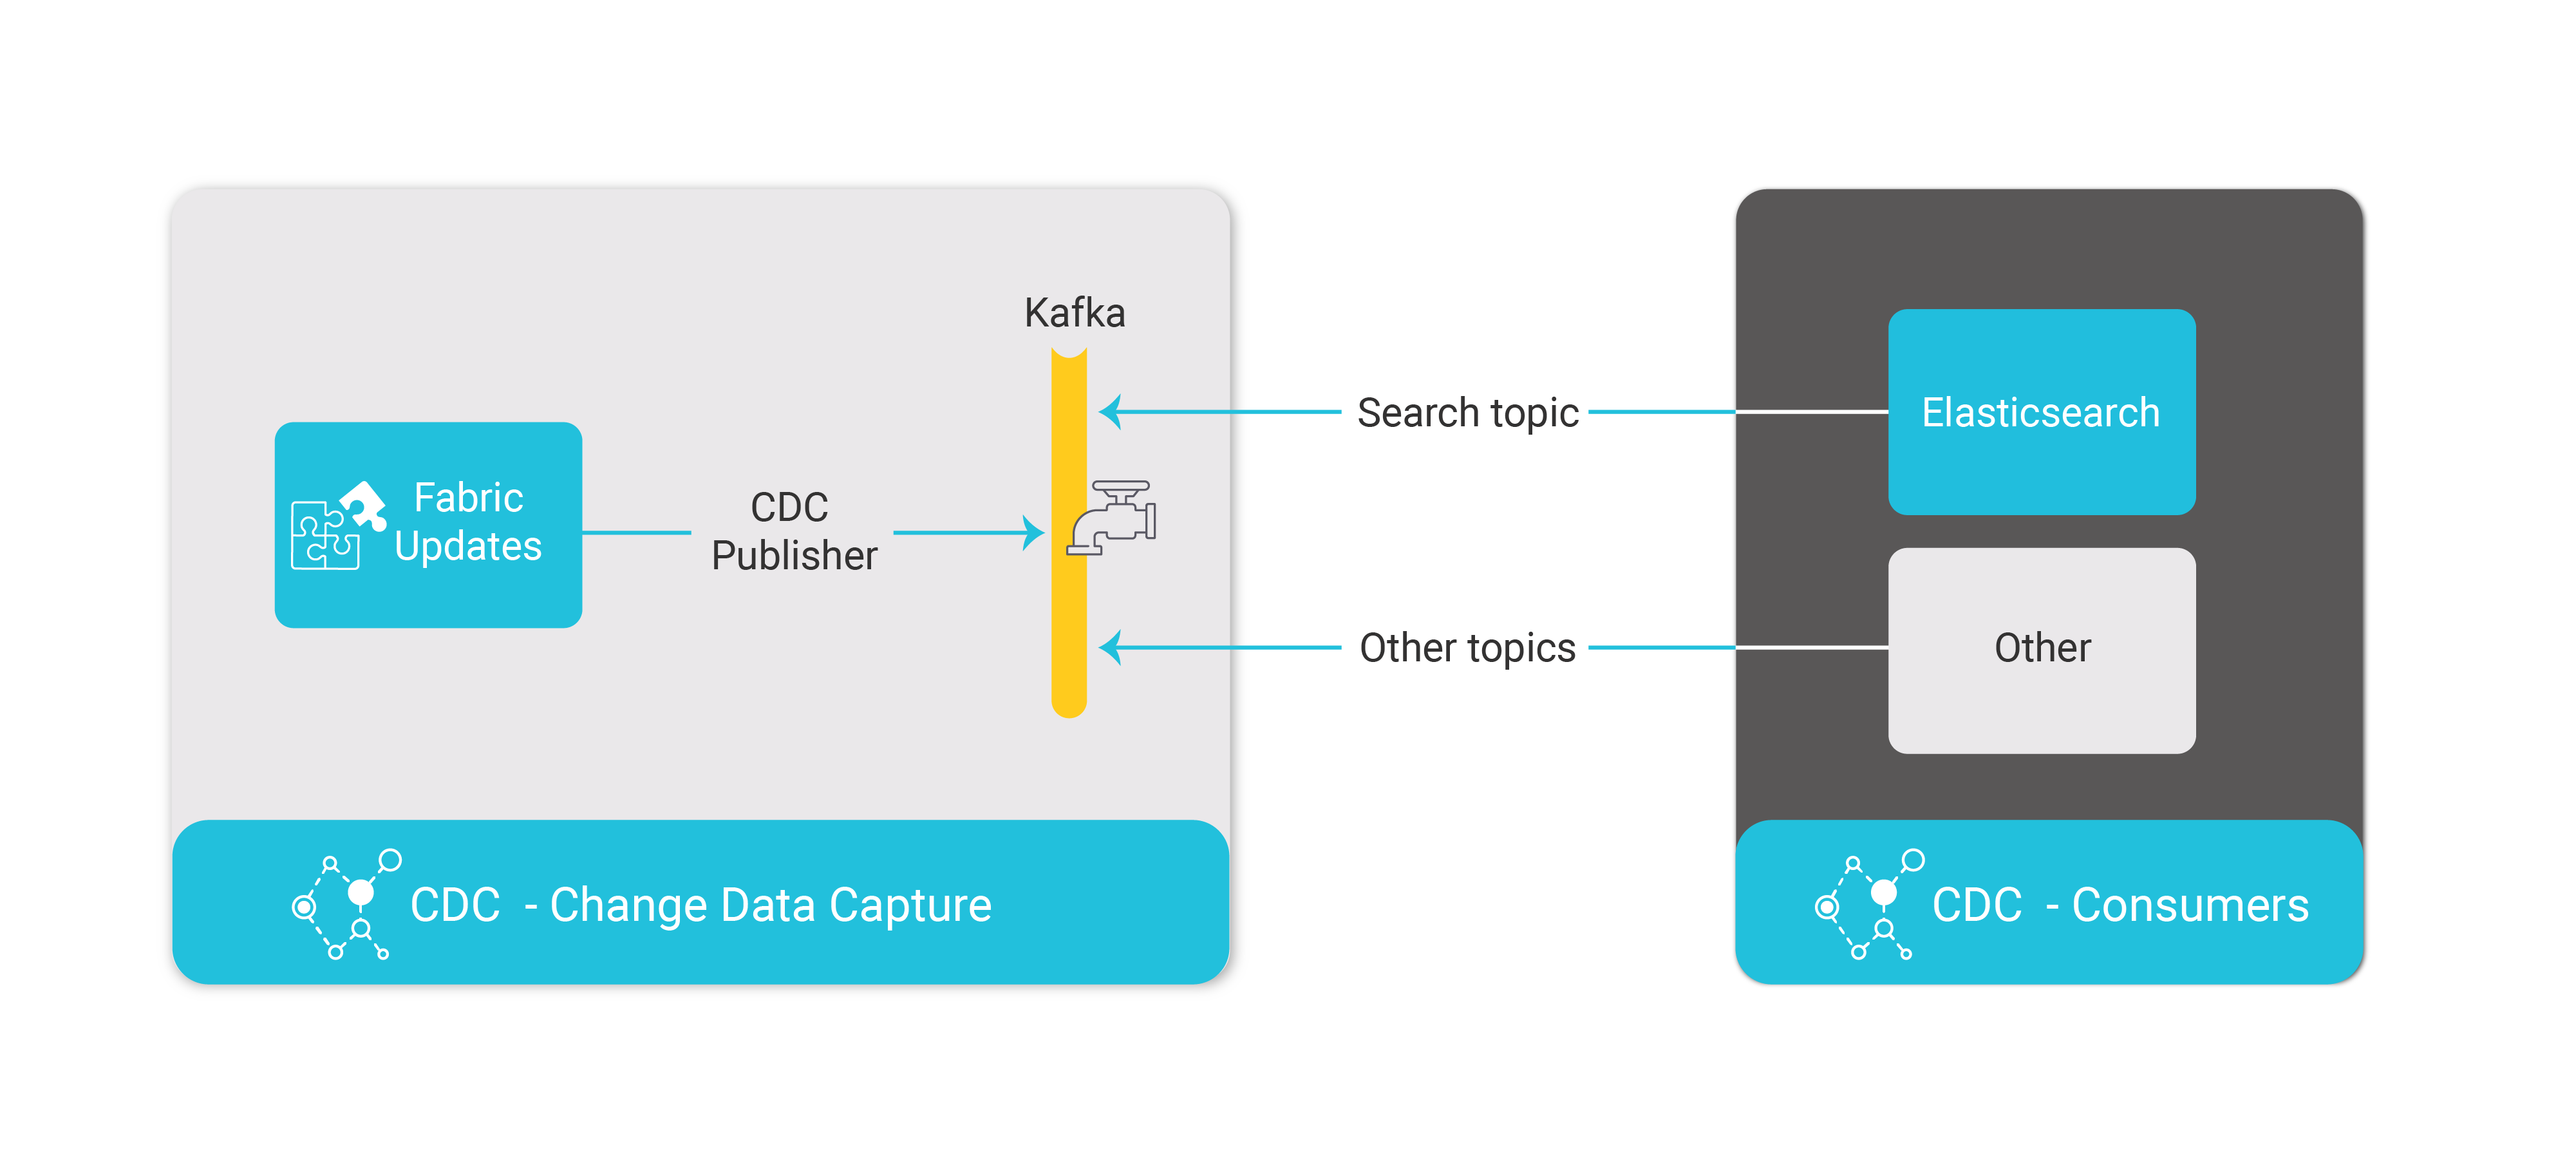 Kafka
Search topic
Elasticsearch
Fabric
Updates
CDC
Publisher
Other topics
Other
CDC - Change Data Capture
CDC - Consumers